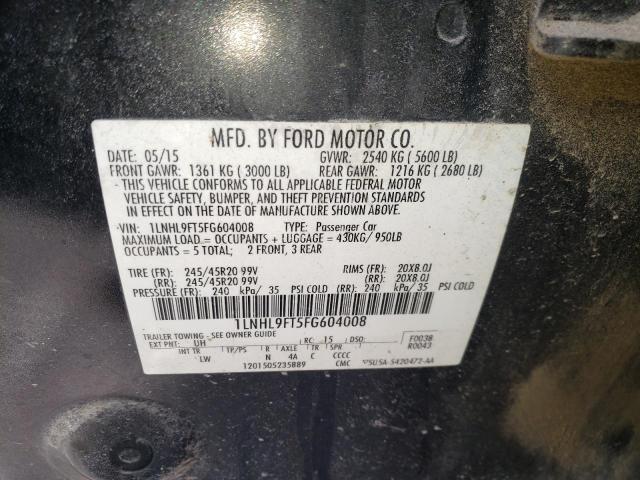 MFD. BY FORD MOTOR CO.
DATE: 05/15 GVWR: 2540 KG ( 5600 LB)
FRONT GAWR: 1361 KG ( 3000 LB) REAR GAWR: 1216 KG ( 2680 LB)
THIS VEHICLE CONFORMS TO ALL APPLICABLE FEDERAL MOTOR
VEHICLE SAFETY, BUMPER, AND THEFT PREVENTION STANDARDS
IN EFFECT ON THE DATE OF MANUFACTURE SHOWN ABOVE.
VIN: 1LNHL9FT5FG604008 TYPE: Passenger Car
MAXIMUM LOAD = OCCUPANTS + LUGGAGE = 430KG/ 950LB
OCCUPANTS = 5 TOTAL; 2 FRONT, 3 REAR
TIRE (FR): 245/45R20 99V RIMS (FR): 20X8.0J
(RR): 245/45R20 99V (RR): 20X8.0J
PRESSURE (FR): 240 kPa/ 35 PSI COLD (RR): 240 kPa/ 35 PSI COLD
1LNHL9FT5FG604008
TRAILER TOWING - SEE OWNER GUIDE
EXT PNT: UH RC: 15 DSO: F0038
R0043
INT TR TP/PS R AXLE TR SPR
LW N 4A C CCCC
1201505235889 CMC 5U5A-5420472-AA